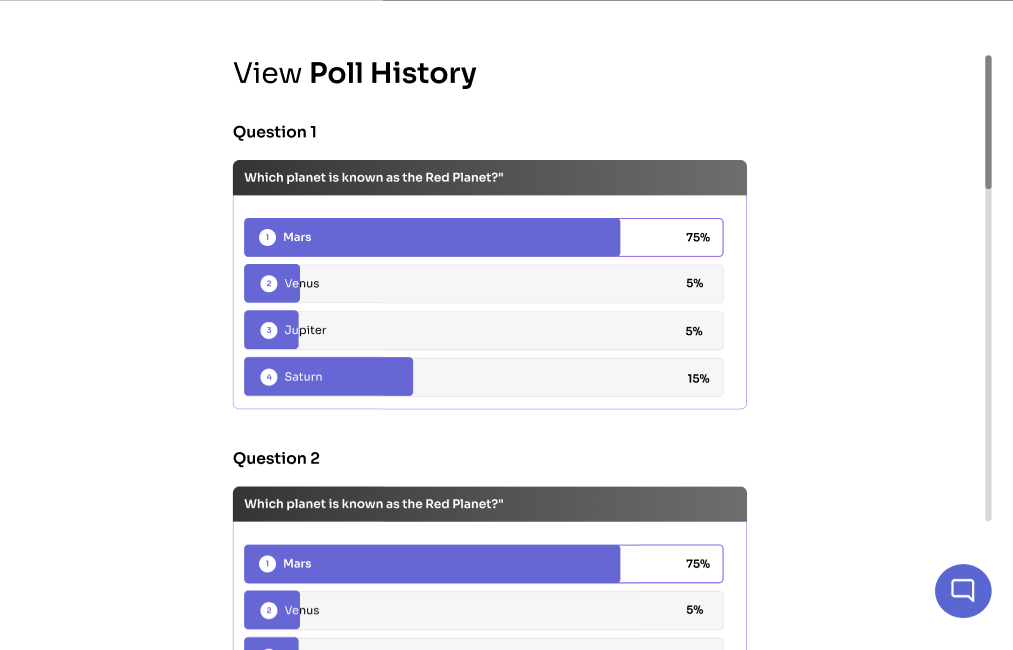 View Poll History
Question 1
Which planet is known as the Red Planet?"
1 Mars 75%
2 Venus 5%
3 Jupiter 5%
4 Saturn 15%
Question 2
Which planet is known as the Red Planet?"
1 Mars 75%
2 Venus 5%